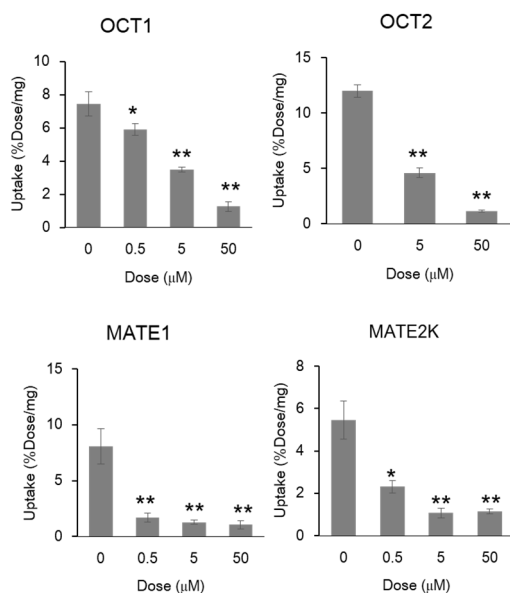 OCT1
Uptake (%Dose/mg)
10
8
6
4
2
0
*
**
**
0 0.5 5 50
Dose (μM)
OCT2
Uptake (%Dose/mg)
15
10
5
0
**
**
0 5 50
Dose (μM)
MATE1
Uptake (%Dose/mg)
15
10
5
0
**
**
**
0 0.5 5 50
Dose (μM)
MATE2K
Uptake (%Dose/mg)
8
6
4
2
0
*
**
**
0 0.5 5 50
Dose (μM)